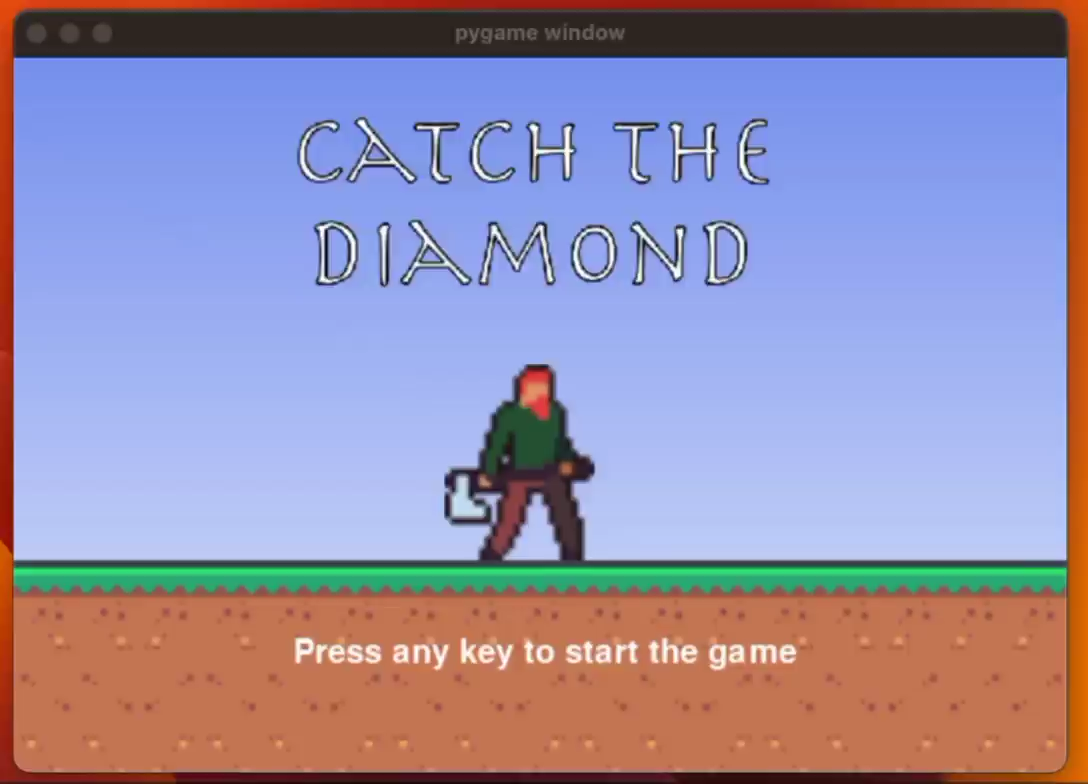 pygame window
CATCH THE
DIAMOND
Press any key to start the game